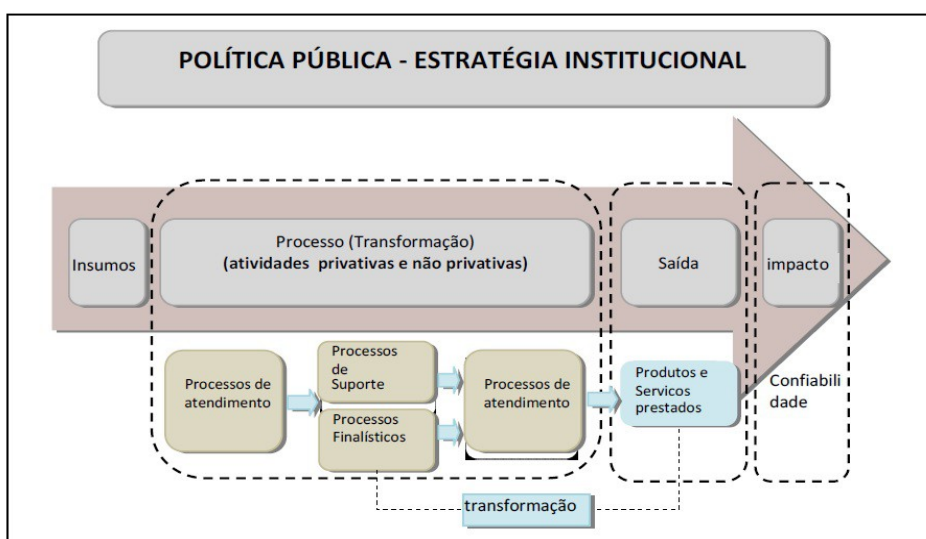 POLÍTICA PÚBLICA - ESTRATÉGIA INSTITUCIONAL
Insumos
Processo (Transformação)
(atividades privativas e não privativas)
Saída
impacto
Processos de
atendimento
Processos
de
Suporte
Processos
Finalísticos
Processos de
atendimento
Produtos e
Servicos
prestados
Confiabili
dade
transformação